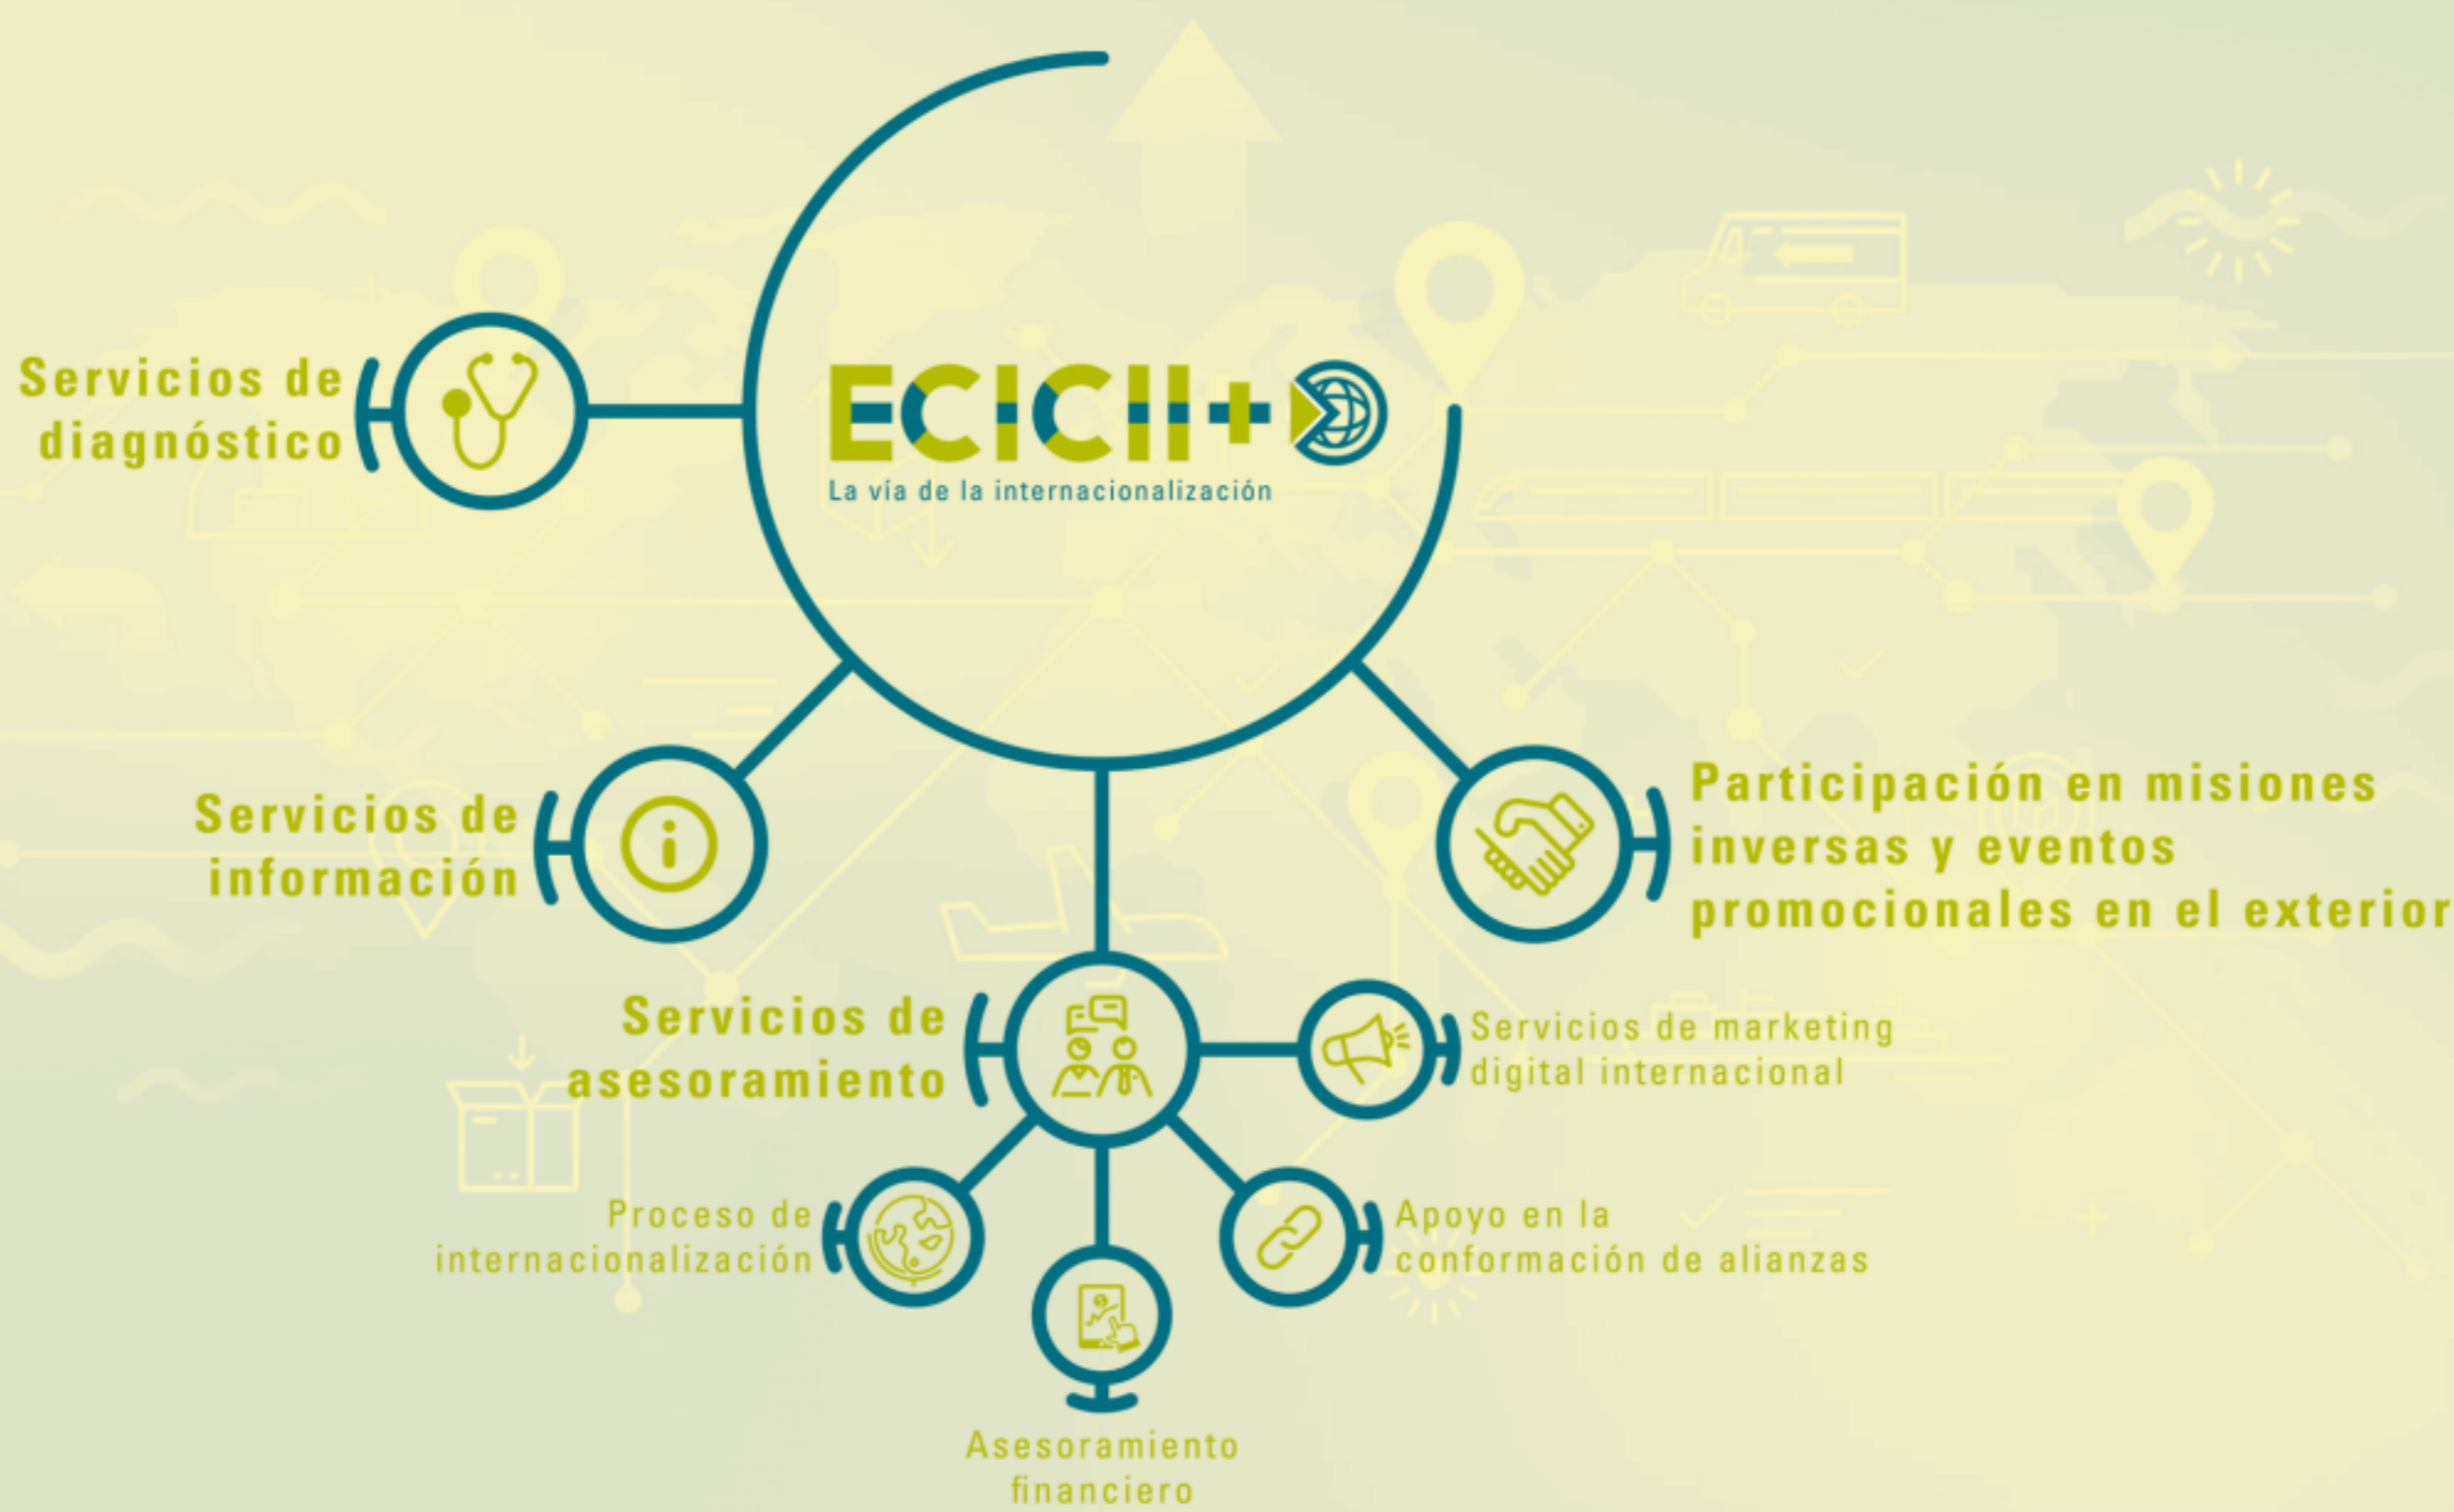 ECICII+
La vía de la internacionalización
Servicios de
diagnóstico
Servicios de
información
Participación en misiones
inversas y eventos
promocionales en el exterior
Servicios de
asesoramiento
Servicios de marketing
digital internacional
Proceso de
internacionalización
Apoyo en la
conformación de alianzas
Asesoramiento
financiero